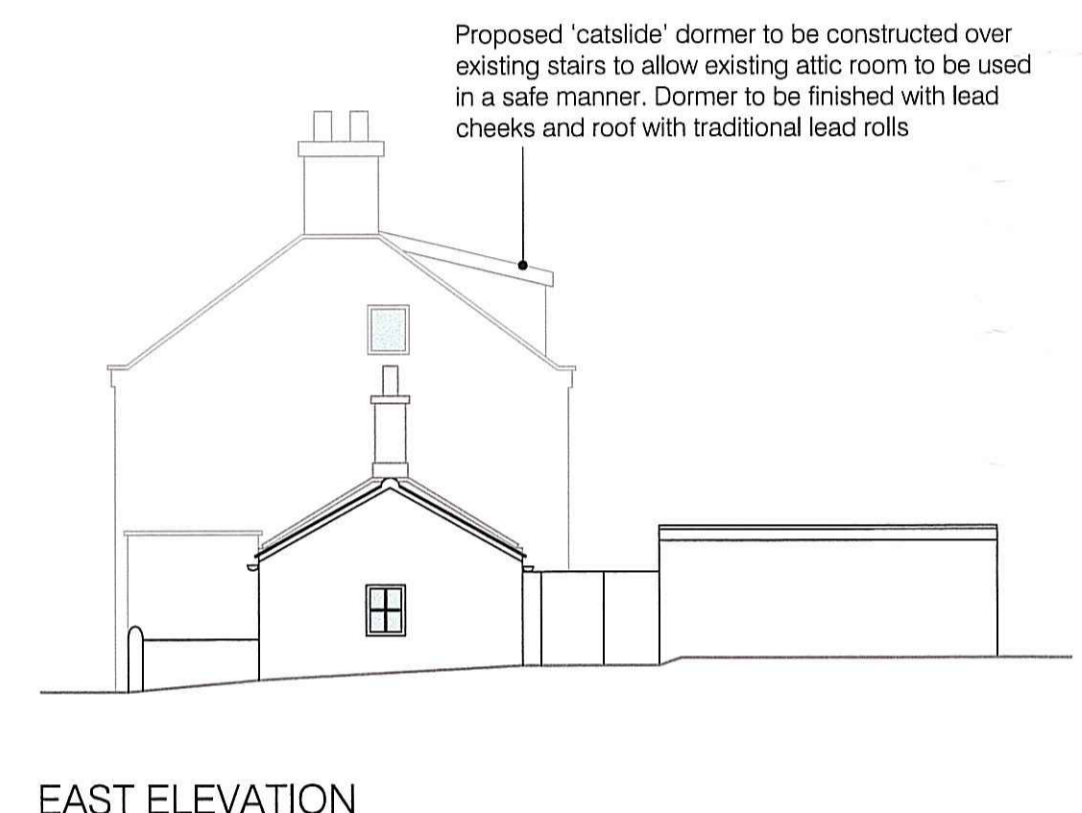 Proposed 'catslide' dormer to be constructed over
existing stairs to allow existing attic room to be used
in a safe manner. Dormer to be finished with lead
cheeks and roof with traditional lead rolls
EAST ELEVATION